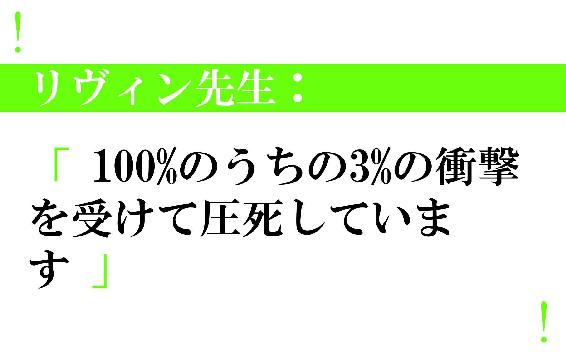 !
リヴィン先生：
「 100%のうちの3%の衝撃
を受けて圧死していま
す 」
!